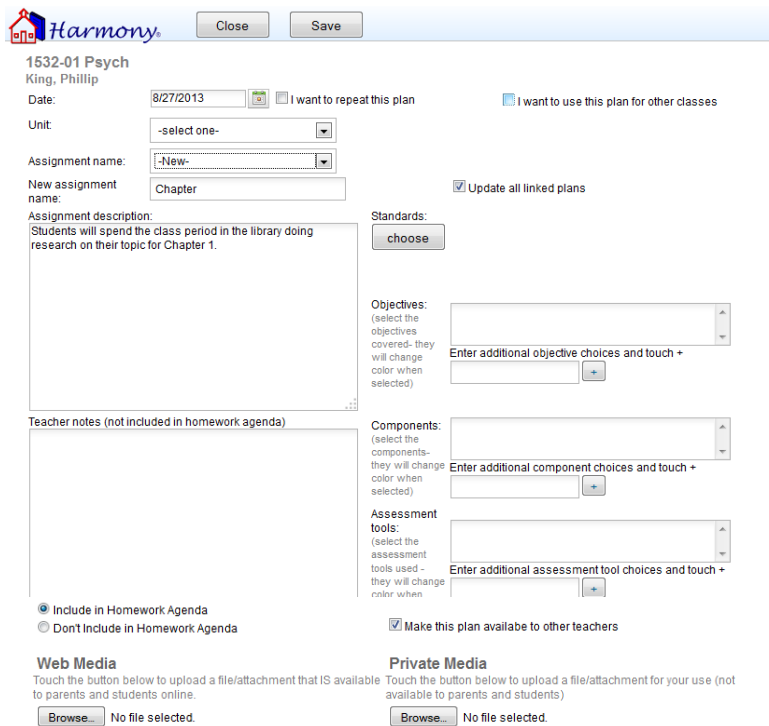 Harmony®
Close
Save
1532-01 Psych
King, Phillip
Date:
8/27/2013
I want to repeat this plan
I want to use this plan for other classes
Unit:
-select one-
Assignment name:
-New-
New assignment
name:
Chapter
Update all linked plans
Assignment description:
Students will spend the class period in the library doing
research on their topic for Chapter 1.
Standards:
choose
Objectives:
(select the
objectives
covered- they
will change
color when
selected)
Enter additional objective choices and touch +
+
Teacher notes (not included in homework agenda)
Components:
(select the
components-
they will change
color when
selected)
Enter additional component choices and touch +
+
Assessment
tools:
(select the
assessment
tools used -
they will change
color when
Enter additional assessment tool choices and touch +
+
Include in Homework Agenda
Don't Include in Homework Agenda
Make this plan availabe to other teachers
Web Media
Touch the button below to upload a file/attachment that IS available
to parents and students online.
Browse... No file selected.
Private Media
Touch the button below to upload a file/attachment for your use (not
available to parents and students)
Browse... No file selected.